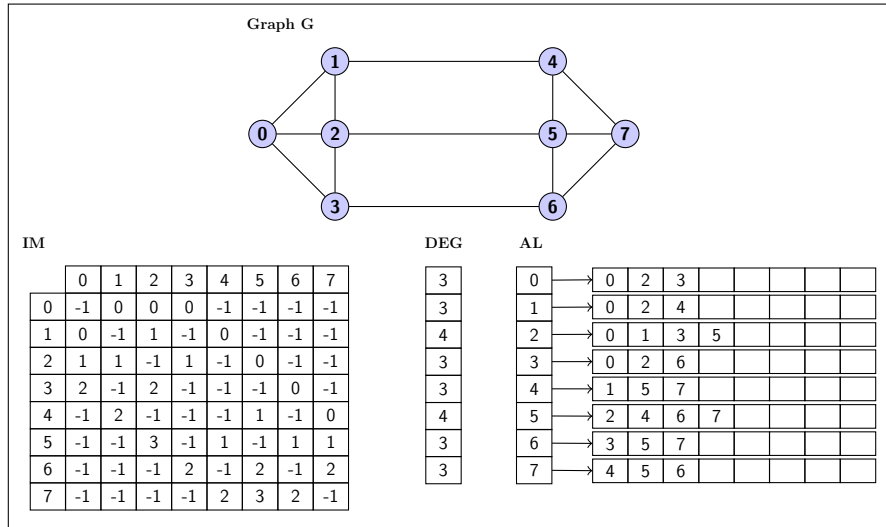 Graph G
1 4
0 2 5 7
3 6
IM DEG AL
0 1 2 3 4 5 6 7 3 0 0 2 3
0 -1 0 0 0 -1 -1 -1 -1 3 1 0 2 4
1 0 -1 1 -1 0 -1 -1 -1 4 2 0 1 3 5
2 1 1 -1 1 -1 0 -1 -1 3 3 0 2 6
3 2 -1 2 -1 -1 -1 0 -1 3 4 1 5 7
4 -1 2 -1 -1 -1 1 -1 0 4 5 2 4 6 7
5 -1 -1 3 -1 1 -1 1 1 3 6 3 5 7
6 -1 -1 -1 2 -1 2 -1 2 3 7 4 5 6
7 -1 -1 -1 -1 2 3 2 -1